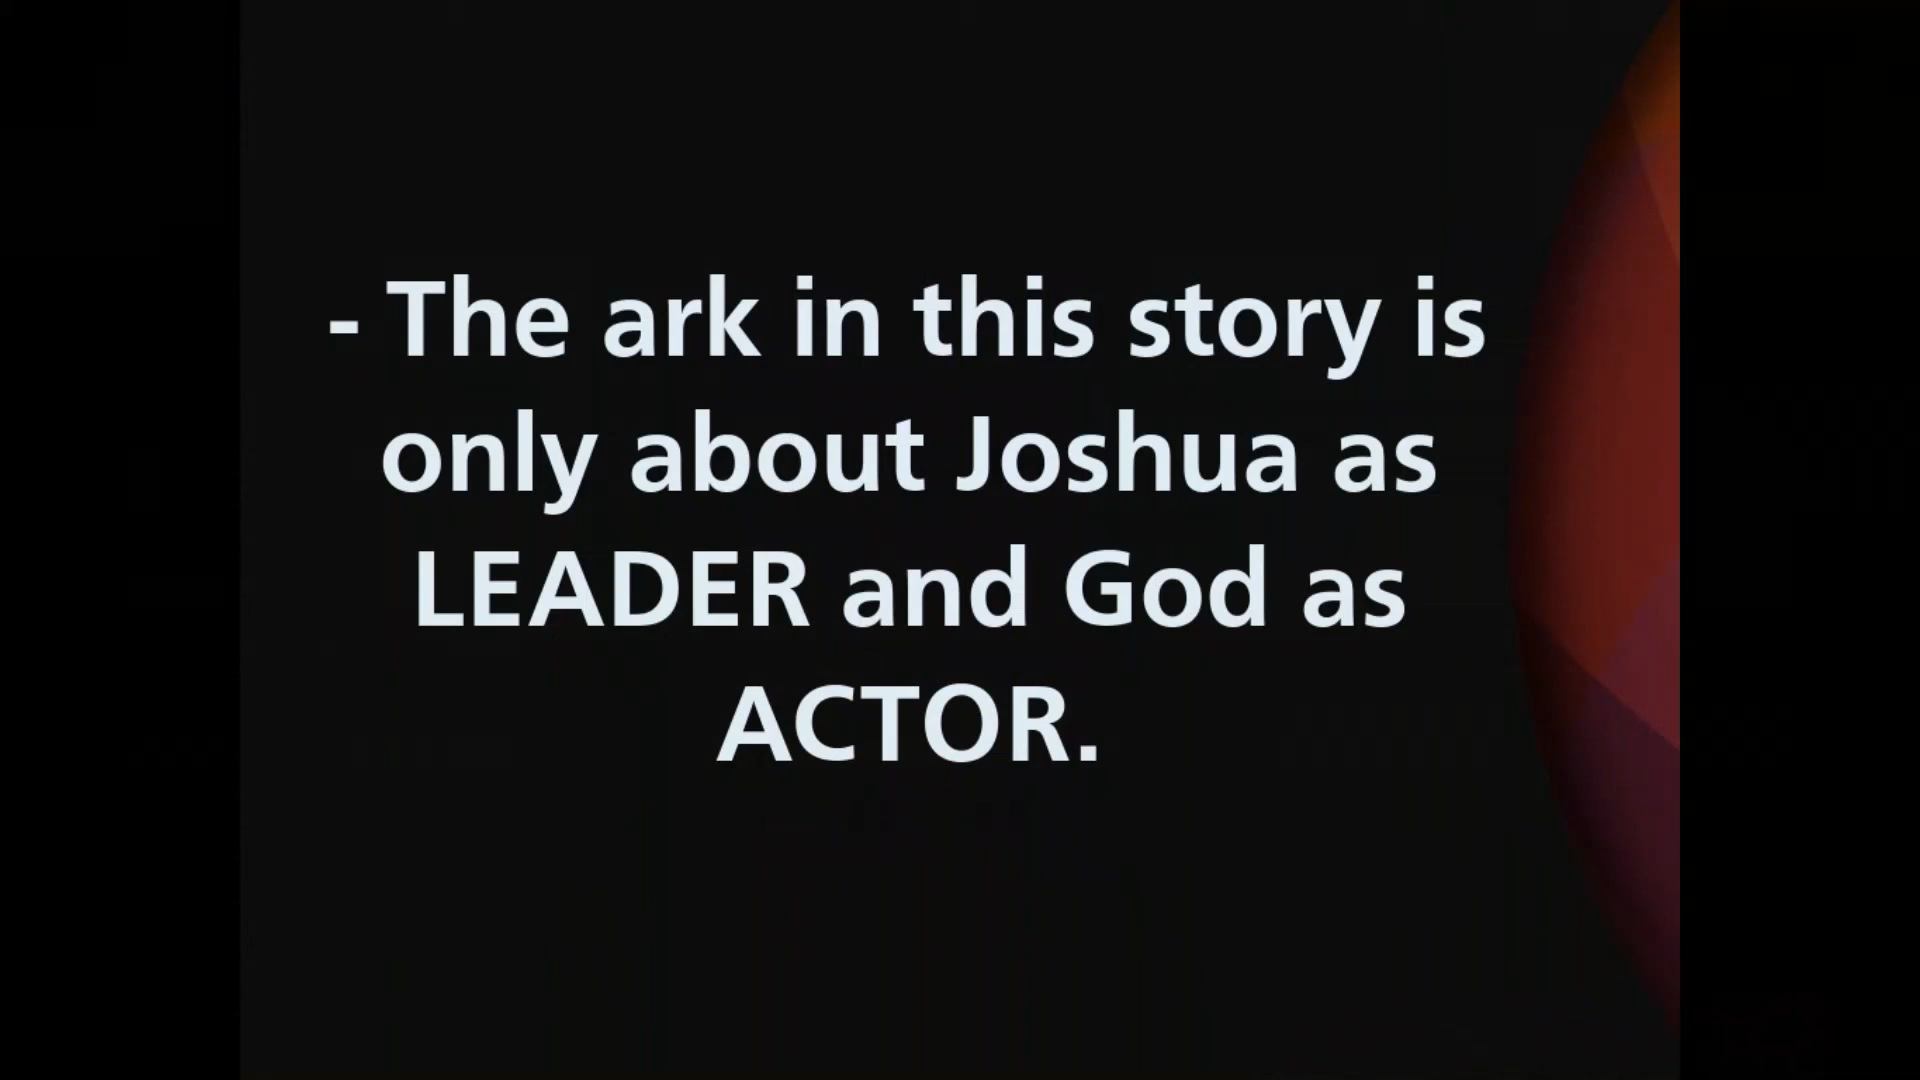 - The ark in this story is
only about Joshua as
LEADER and God as
ACTOR.